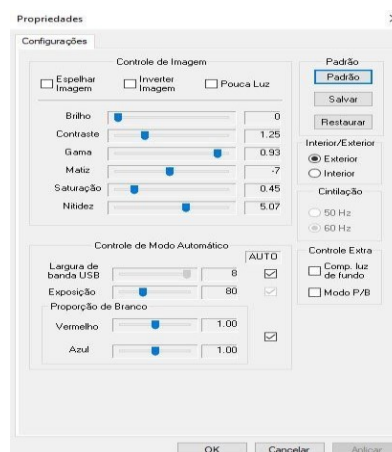 Propriedades
Configurações
Controle de Imagem
Espelhar Imagem
Inverter Imagem
Pouca Luz
Brilho 0
Contraste 1.25
Gama 0.93
Matiz -7
Saturação 0.45
Nitidez 5.07
Controle de Modo Automático
AUTO
Largura de banda USB 8
Exposição 80
Proporção de Branco
Vermelho 1.00
Azul 1.00
Padrão
Padrão
Salvar
Restaurar
Interior/Exterior
Exterior
Interior
Cintilação
50 Hz
60 Hz
Controle Extra
Comp. luz de fundo
Modo P/B
OK
Cancelar
Aplicar